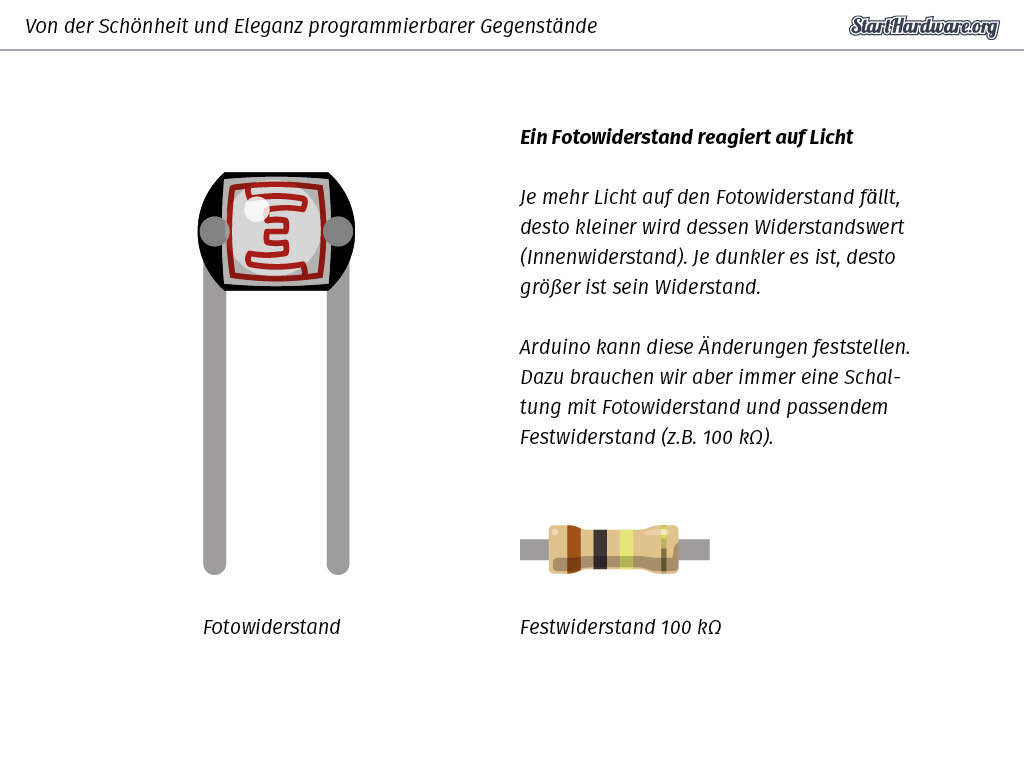 Von der Schönheit und Eleganz programmierbarer Gegenstände
StartHardware.org
Ein Fotowiderstand reagiert auf Licht
Je mehr Licht auf den Fotowiderstand fällt,
desto kleiner wird dessen Widerstandswert
(Innenwiderstand). Je dunkler es ist, desto
größer ist sein Widerstand.
Arduino kann diese Änderungen feststellen.
Dazu brauchen wir aber immer eine Schal-
tung mit Fotowiderstand und passendem
Festwiderstand (z.B. 100 kΩ).
Fotowiderstand
Festwiderstand 100 kΩ